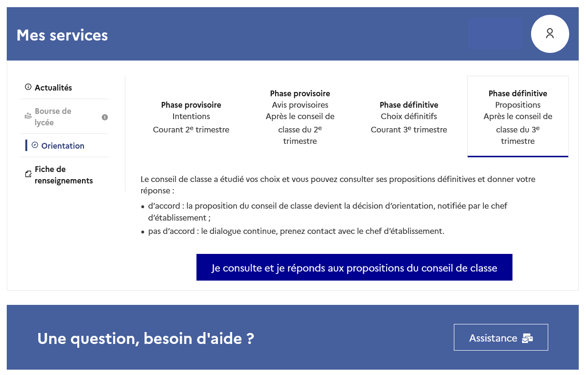 Mes services
Actualités
Bourse de
lycée
Orientation
Fiche de
renseignements
Phase provisoire
Intentions
Courant 2e trimestre
Phase provisoire
Avis provisoires
Après le conseil de
classe du 2e
trimestre
Phase définitive
Choix définitifs
Courant 3e trimestre
Phase définitive
Propositions
Après le conseil de
classe du 3e
trimestre
Le conseil de classe a étudié vos choix et vous pouvez consulter ses propositions définitives et donner votre
réponse :
• d’accord : la proposition du conseil de classe devient la décision d’orientation, notifiée par le chef
d’établissement ;
• pas d’accord : le dialogue continue, prenez contact avec le chef d’établissement.
Je consulte et je réponds aux propositions du conseil de classe
Une question, besoin d'aide ?
Assistance